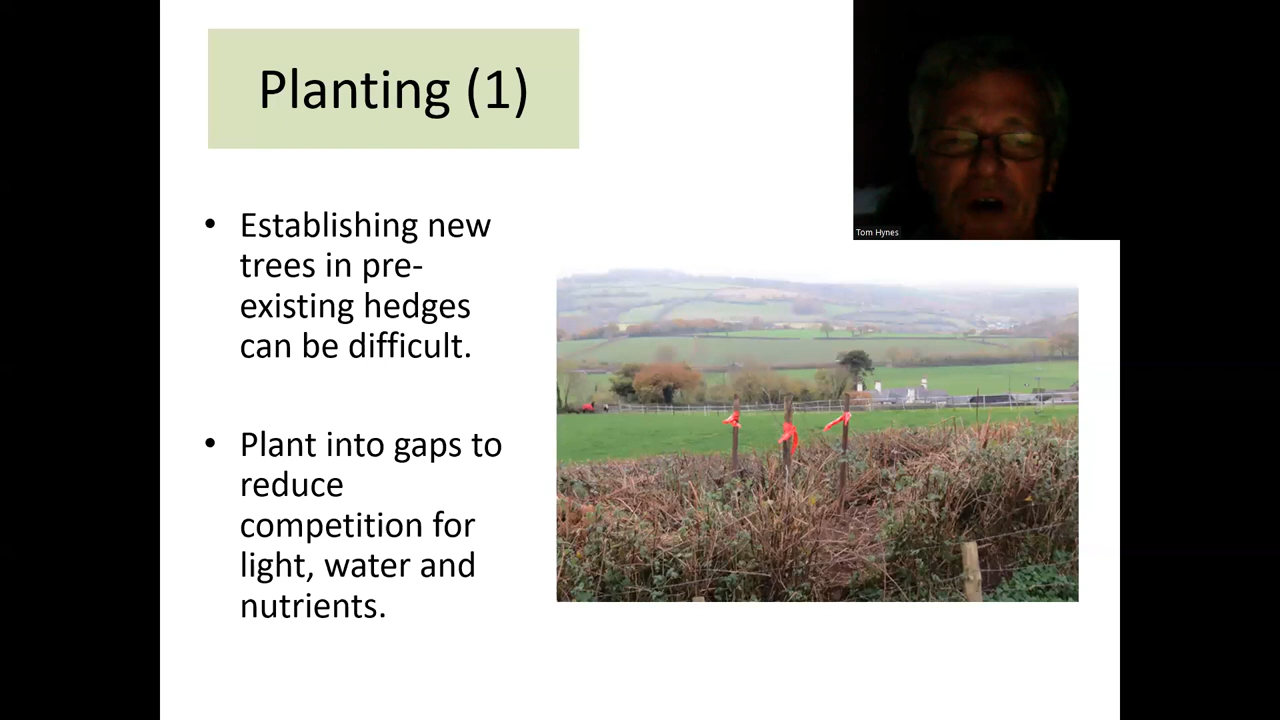 Planting (1)
Tom Hynes
• Establishing new
trees in pre-
existing hedges
can be difficult.
• Plant into gaps to
reduce
competition for
light, water and
nutrients.